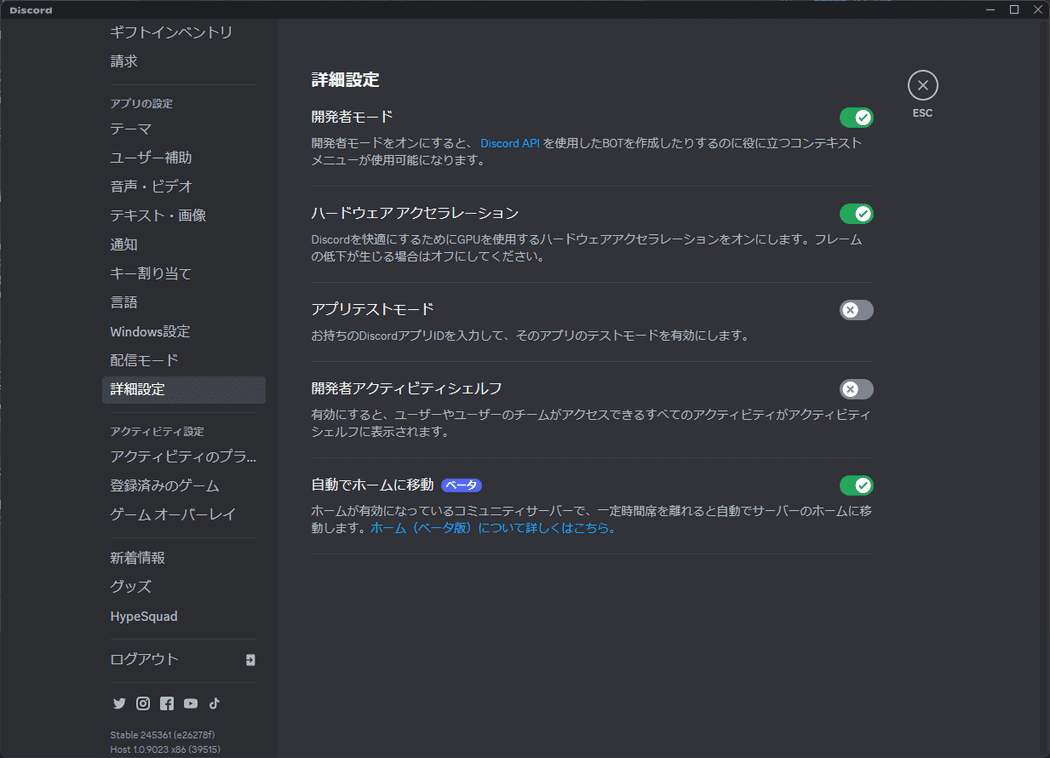 Discord
ギフトインベントリ
請求
アプリの設定
テーマ
ユーザー補助
音声・ビデオ
テキスト・画像
通知
キー割り当て
言語
Windows設定
配信モード
詳細設定
アクティビティ設定
アクティビティのプラ...
登録済みのゲーム
ゲーム オーバーレイ
新着情報
グッズ
HypeSquad
ログアウト
Stable 245361 (e26278f)
Host 1.0.9023 x86 (39515)
詳細設定
ESC
開発者モード
開発者モードをオンにすると、 Discord API を使用したBOTを作成したりするのに役に立つコンテキスト
メニューが使用可能になります。
ハードウェア アクセラレーション
Discordを快適にするためにGPUを使用するハードウェアアクセラレーションをオンにします。フレーム
の低下が生じる場合はオフにしてください。
アプリテストモード
お持ちのDiscordアプリIDを入力して、そのアプリのテストモードを有効にします。
開発者アクティビティシェルフ
有効にすると、ユーザーやユーザーのチームがアクセスできるすべてのアクティビティがアクティビティ
シェルフに表示されます。
自動でホームに移動 ベータ
ホームが有効になっているコミュニティサーバーで、一定時間席を離れると自動でサーバーのホームに移
動します。ホーム（ベータ版）について詳しくはこちら。